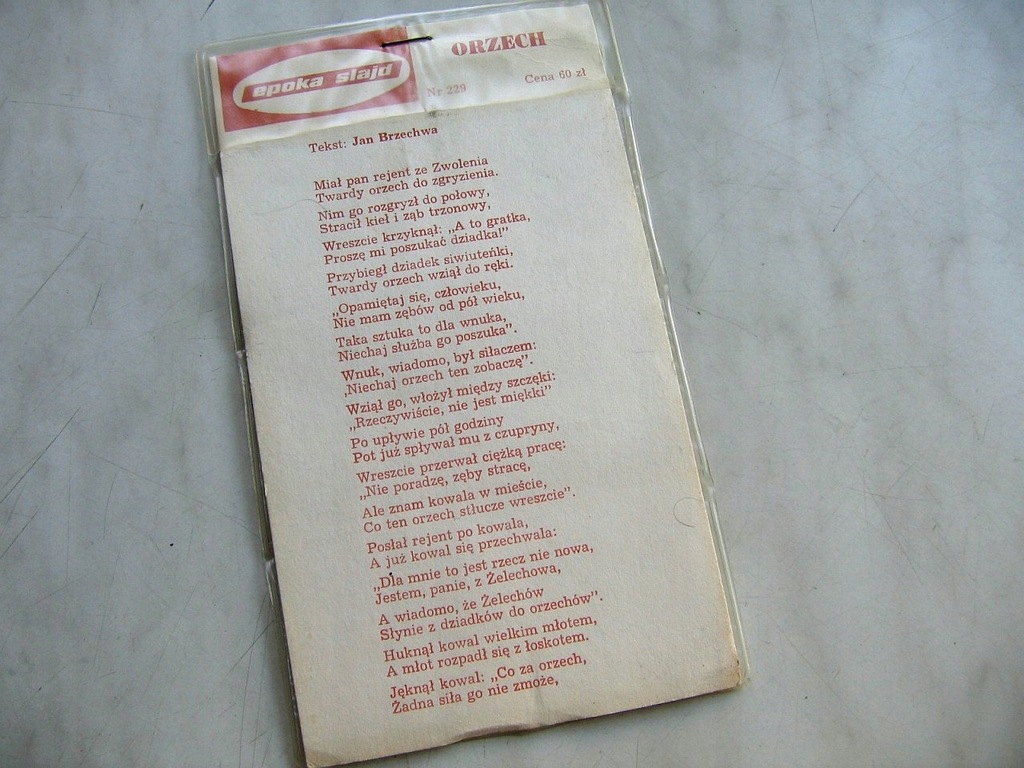 epoka slajd
ORZECH
Nr 229
Cena 60 zł
Tekst: Jan Brzechwa
Miał pan rejent ze Zwolenia
Twardy orzech do zgryzienia.
Nim go rozgryzł do połowy,
Stracił kieł i ząb trzonowy,
Wreszcie krzyknął: „A to gratka,
Proszę mi poszukać dziadka!”
Przybiegł dziadek siwiuteńki,
Twardy orzech wziął do ręki.
„Opamiętaj się, człowieku,
Nie mam zębów od pół wieku,
Taka sztuka to dla wnuka,
Niechaj służba go poszuka”.
Wnuk, wiadomo, był siłaczem:
„Niechaj orzech ten zobaczę”.
Wziął go, włożył między szczęki:
„Rzeczywiście, nie jest miękki”
Po upływie pół godziny
Pot już spływał mu z czupryny,
Wreszcie przerwał ciężką pracę:
„Nie poradzę, zęby stracę,
Ale znam kowala w mieście,
Co ten orzech stłucze wreszcie”.
Posłał rejent po kowala,
A już kowal się przechwala:
„Dla mnie to jest rzecz nie nowa,
Jestem, panie, z Żelechowa,
A wiadomo, że Żelechów
Słynie z dziadków do orzechów”.
Huknął kowal wielkim młotem,
A młot rozpadł się z łoskotem.
Jęknął kowal: „Co za orzech,
Żadna siła go nie zmoże,